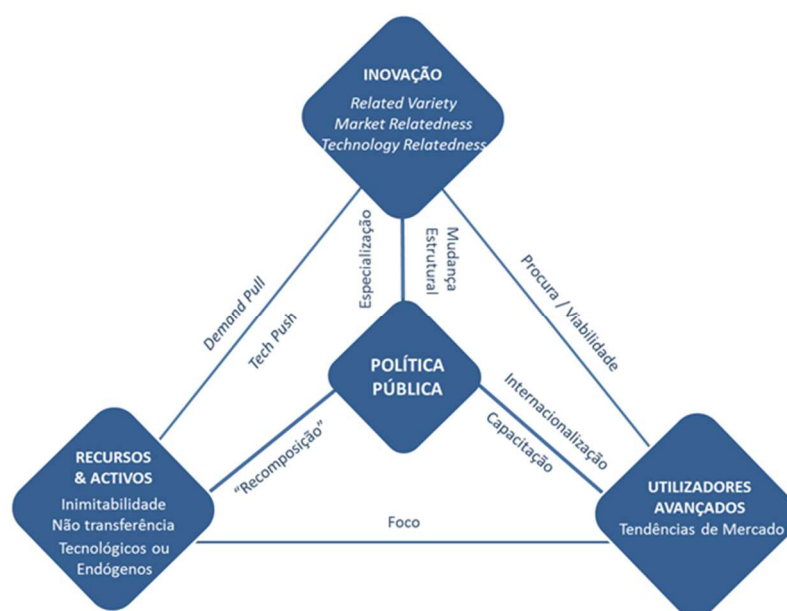 INOVAÇÃO
Related Variety
Market Relatedness
Technology Relatedness
Demand Pull
Tech Push
Especialização
Mudança
Estrutural
Procura / Viabilidade
POLÍTICA
PÚBLICA
"Recomposição"
Internacionalização
Capacitação
RECURSOS
& ACTIVOS
Inimitabilidade
Não transferência
Tecnológicos ou
Endógenos
Foco
UTILIZADORES
AVANÇADOS
Tendências de Mercado